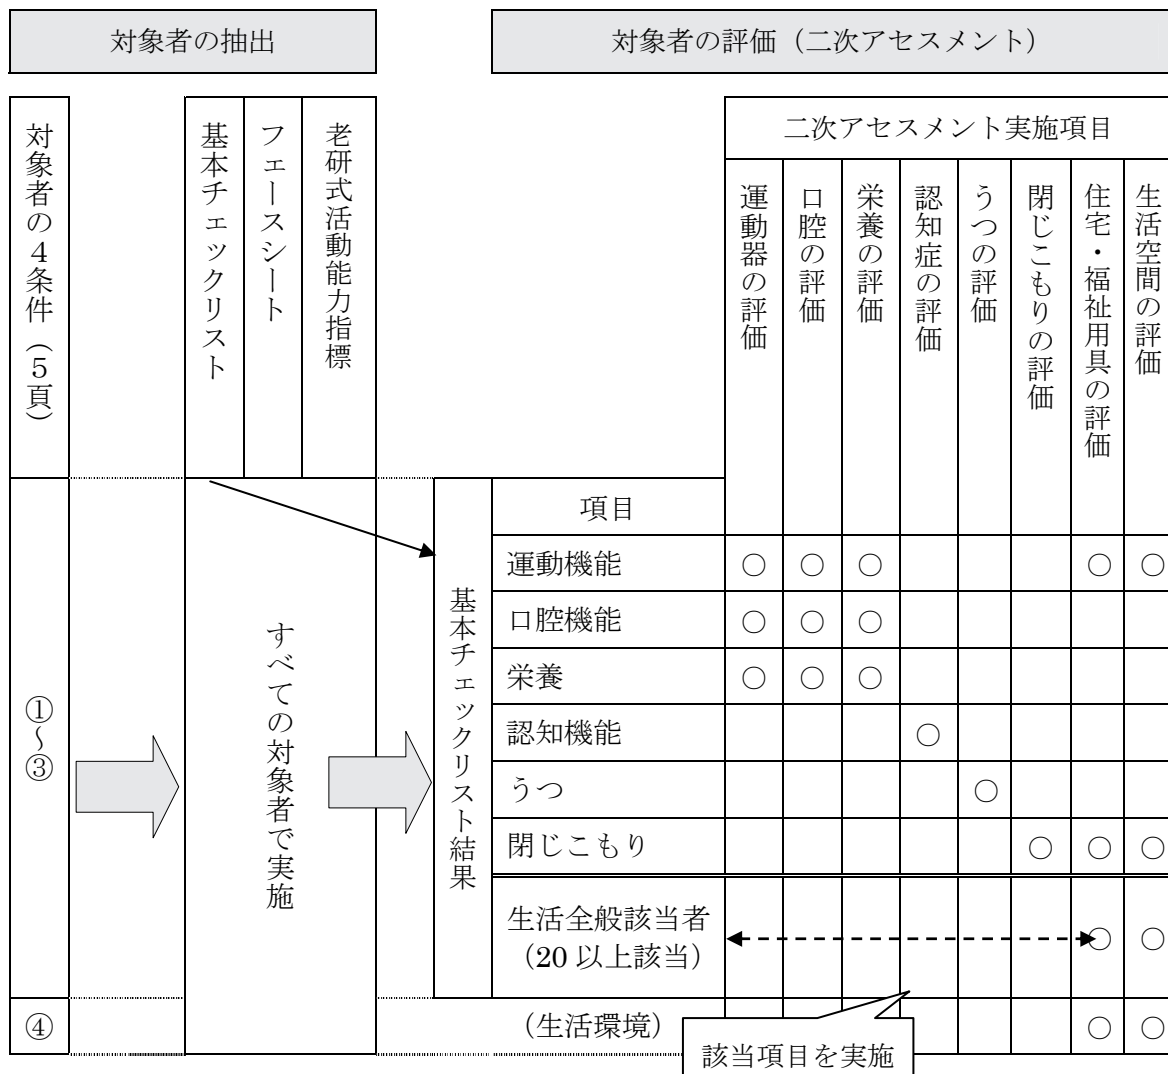 対象者の抽出
対象者の評価（二次アセスメント）
対象者の４条件（５頁）
基本チェックリスト
フェースシート
老研式活動能力指標
二次アセスメント実施項目
運動器の評価
口腔の評価
栄養の評価
認知症の評価
うつの評価
閉じこもりの評価
住宅・福祉用具の評価
生活空間の評価
①～③
すべての対象者で実施
基本チェックリスト結果
項目
運動機能 ○ ○ ○ ○ ○
口腔機能 ○ ○ ○
栄養 ○ ○ ○
認知機能 ○
うつ ○
閉じこもり ○ ○ ○
生活全般該当者
（20 以上該当） ○ ○
④
（生活環境） ○ ○
該当項目を実施